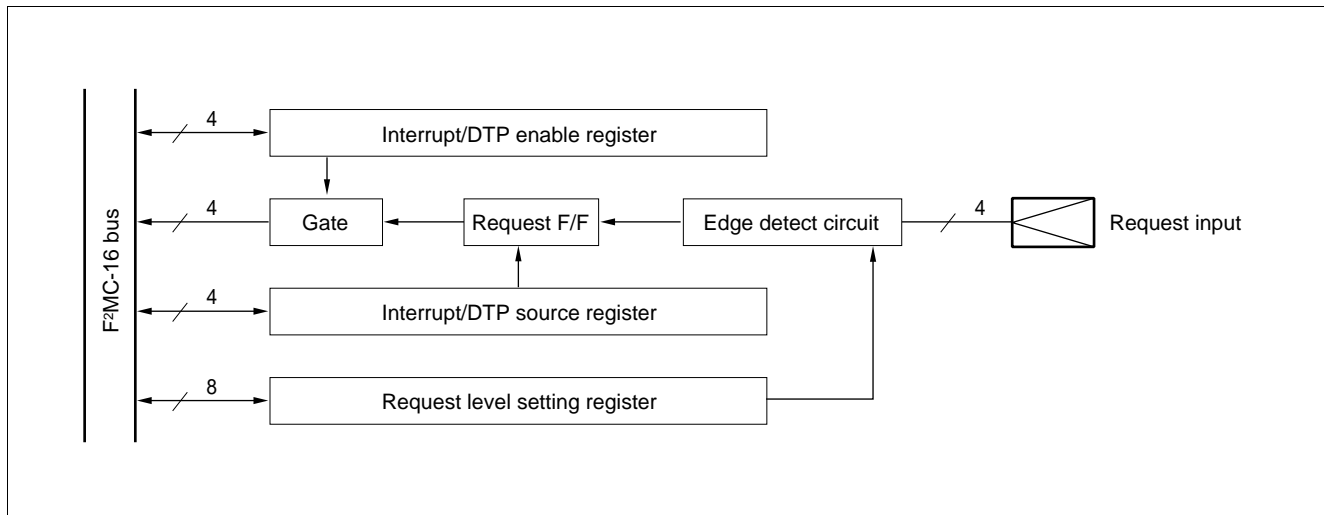 4
Interrupt/DTP enable register
F²MC-16 bus
4
Gate
Request F/F
Edge detect circuit
4
Request input
4
Interrupt/DTP source register
8
Request level setting register